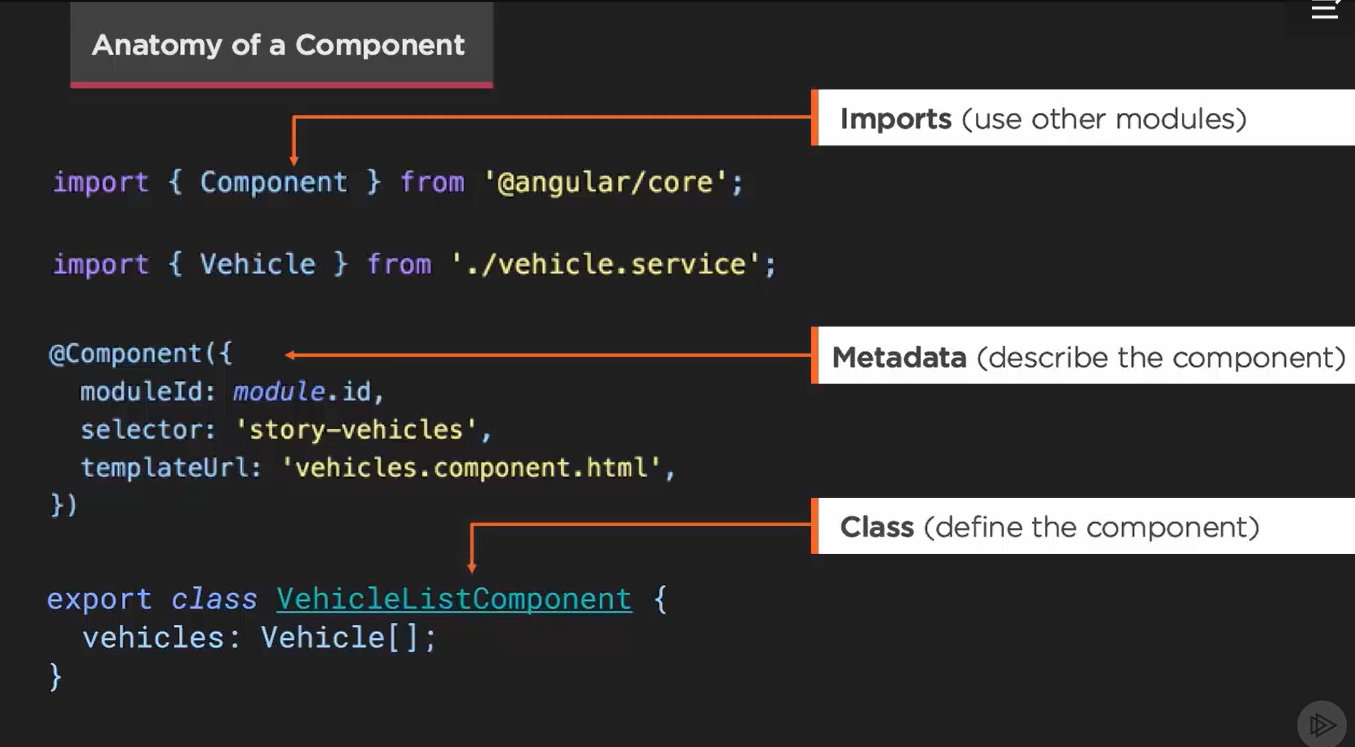 Anatomy of a Component
Imports (use other modules)
import { Component } from '@angular/core';
import { Vehicle } from './vehicle.service';
@Component({
Metadata (describe the component)
  moduleId: module.id,
  selector: 'story-vehicles',
  templateUrl: 'vehicles.component.html',
})
Class (define the component)
export class VehicleListComponent {
  vehicles: Vehicle[];
}